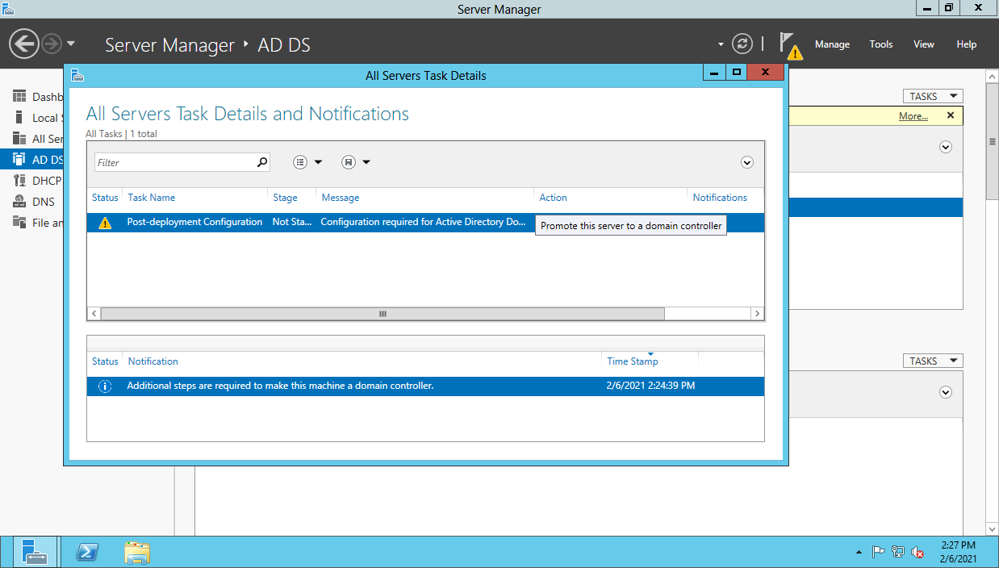 Server Manager
Server Manager ‣ AD DS
Manage Tools View Help
All Servers Task Details
Dashb
Local S
All Ser
AD DS
DHCP
DNS
File an
TASKS
More...
All Servers Task Details and Notifications
All Tasks | 1 total
Filter
Status Task Name Stage Message Action Notifications
Post-deployment Configuration Not Sta... Configuration required for Active Directory Do...
Promote this server to a domain controller
Status Notification Time Stamp
Additional steps are required to make this machine a domain controller. 2/6/2021 2:24:39 PM
TASKS
2:27 PM
2/6/2021